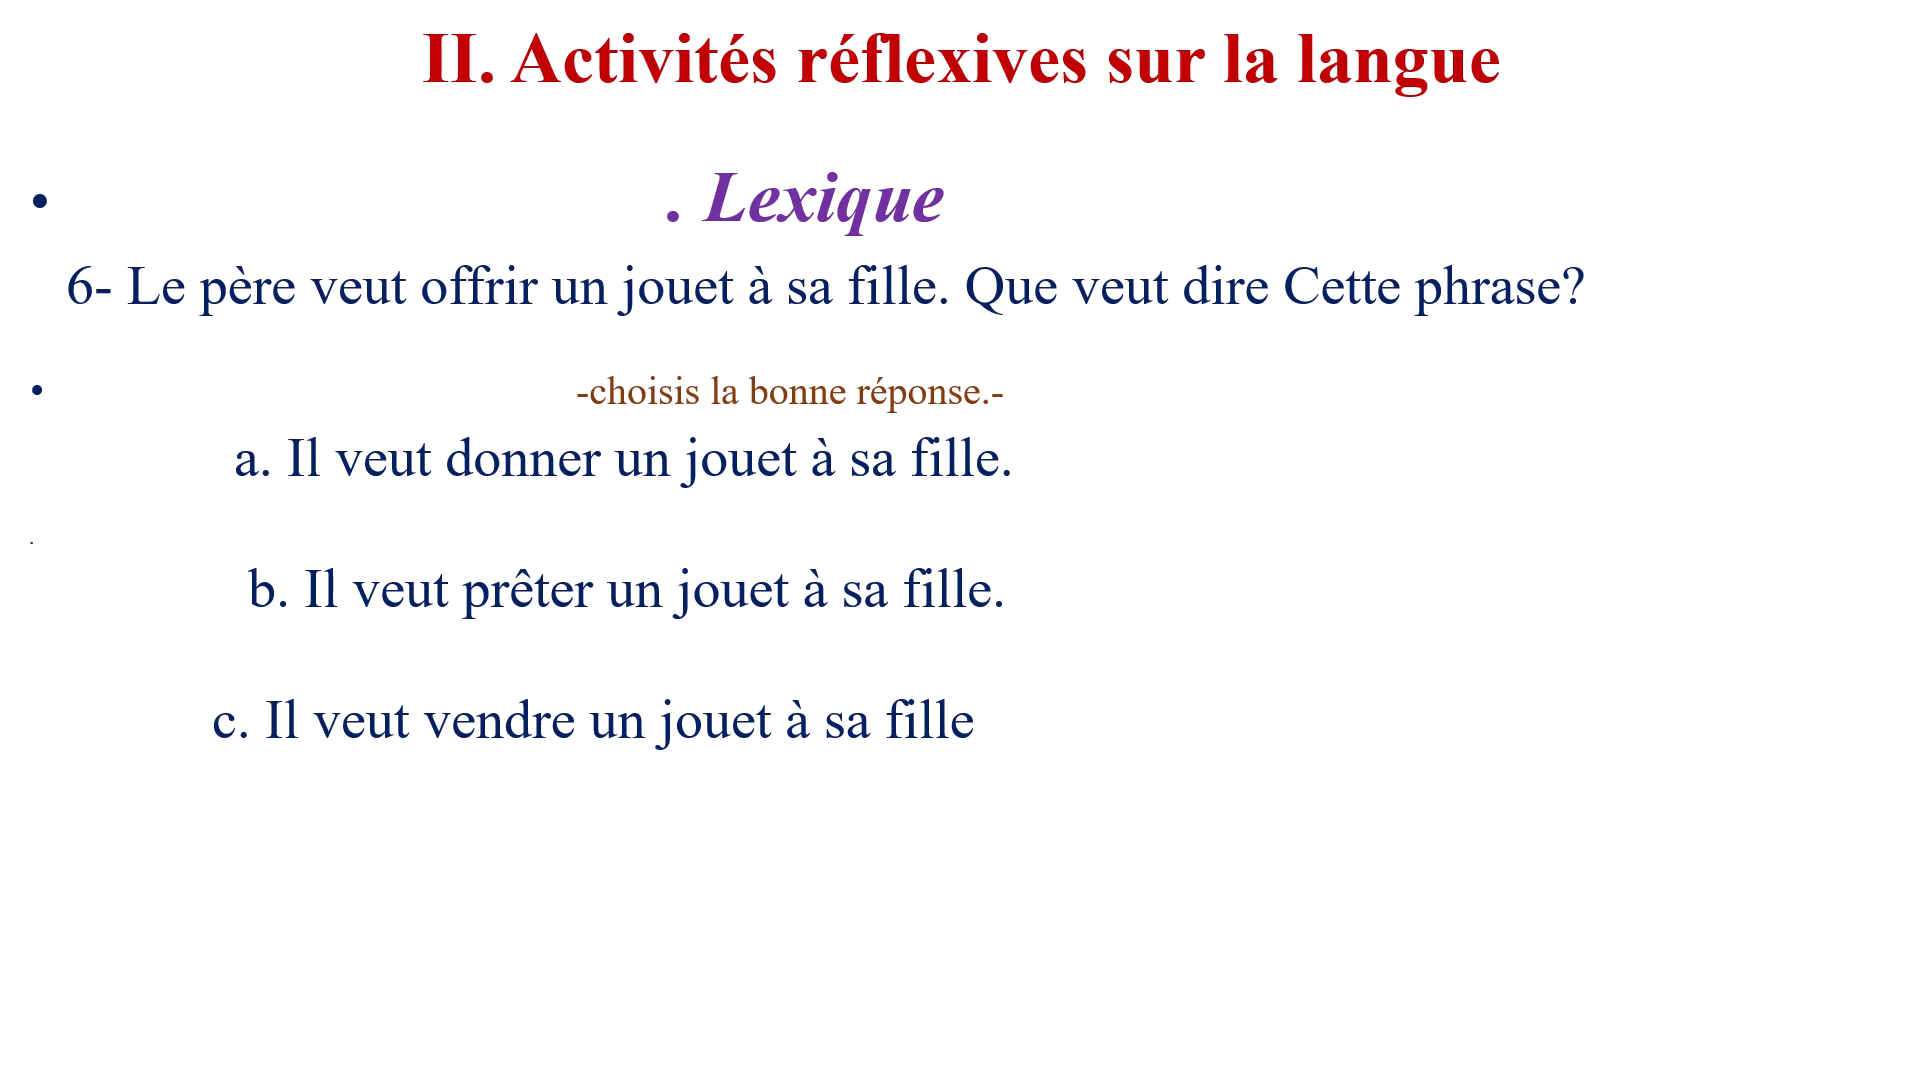 II. Activités réflexives sur la langue
• . Lexique
6- Le père veut offrir un jouet à sa fille. Que veut dire Cette phrase?
• -choisis la bonne réponse.-
a. Il veut donner un jouet à sa fille.
.
b. Il veut prêter un jouet à sa fille.
c. Il veut vendre un jouet à sa fille